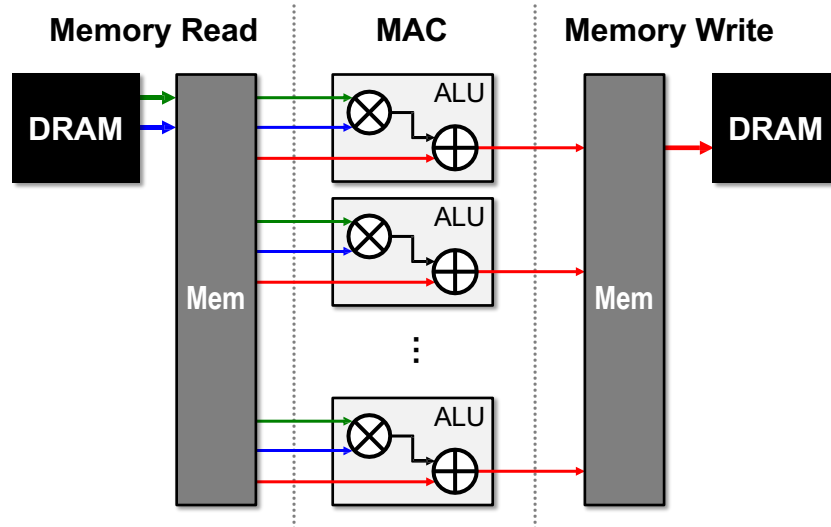 Memory Read
MAC
Memory Write
DRAM
Mem
ALU
ALU
⋮
ALU
Mem
DRAM